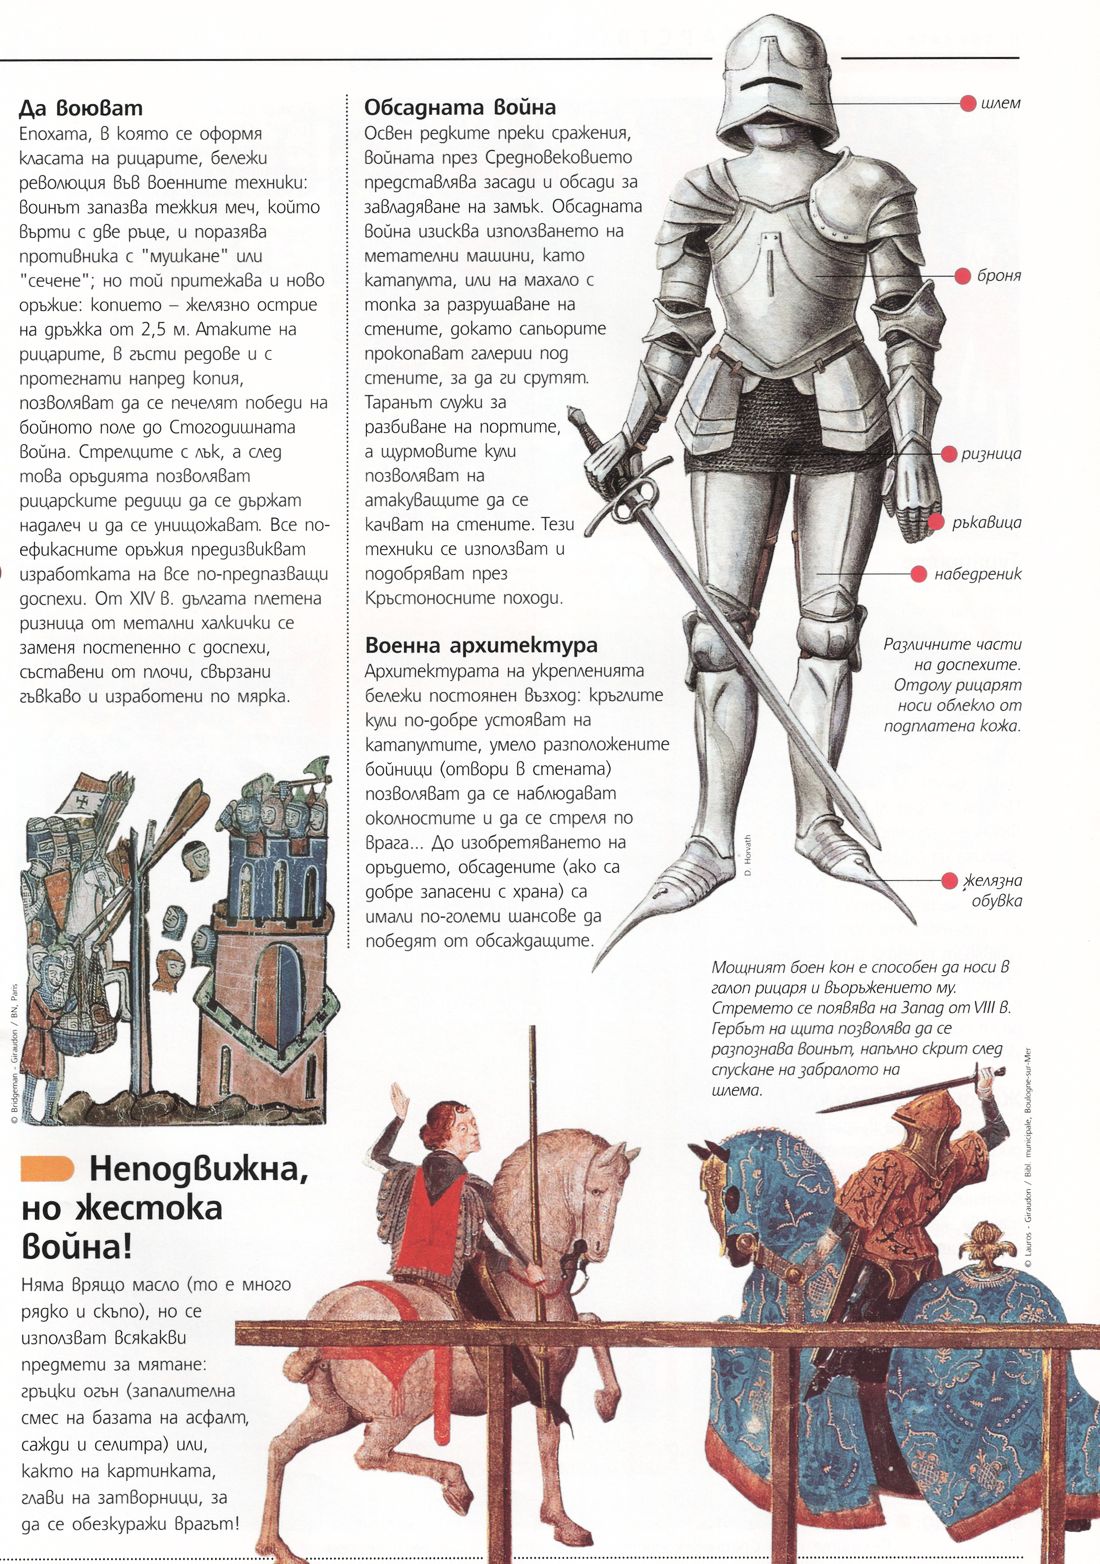 Да воюват
Епохата, в която се оформя
класата на рицарите, бележи
революция във военните техники:
воинът запазва тежкия меч, който
върти с две ръце, и поразява
противника с "мушкане" или
"сечене"; но той притежава и ново
оръжие: копието – желязно острие
на дръжка от 2,5 м. Атаките на
рицарите, в гъсти редове и с
протегнати напред копия,
позволяват да се печелят победи на
бойното поле до Стогодишната
война. Стрелците с лък, а след
това оръдията позволяват
рицарските редици да се държат
надалеч и да се унищожават. Все по-
ефикасните оръжия предизвикват
изработката на все по-предпазващи
доспехи. От XIV в. дългата плетена
ризница от метални халкички се
заменя постепенно с доспехи,
съставени от плочи, свързани
гъвкаво и изработени по мярка.
Обсадната война
Освен редките преки сражения,
войната през Средновековието
представлява засади и обсади за
завладяване на замък. Обсадната
война изисква използването на
метателни машини, като
катапулта, или на махало с
топка за разрушаване на
стените, докато сапьорите
прокопават галерии под
стените, за да ги срутят.
Таранът служи за
разбиване на портите,
а щурмовите кули
позволяват на
атакуващите да се
качват на стените. Тези
техники се използват и
подобряват през
Кръстоносните походи.
Военна архитектура
Архитектурата на укрепленията
бележи постоянен възход: кръглите
кули по-добре устояват на
катапултите, умело разположените
бойници (отвори в стената)
позволяват да се наблюдават
околностите и да се стреля по
врага... До изобретяването на
оръдието, обсадените (ако са
добре запасени с храна) са
имали по-големи шансове да
победят от обсаждащите.
шлем
броня
ризница
ръкавица
набедреник
Различните части
на доспехите.
Отдолу рицарят
носи облекло от
подплатена кожа.
D. Horvath
желязна
обувка
Мощният боен кон е способен да носи в
галоп рицаря и въоръжението му.
Стремето се появява на Запад от VIII в.
Гербът на щита позволява да се
разпознава воинът, напълно скрит след
спускане на забралото на
шлема.
© Bridgeman - Giraudon / BN, Paris
© Lauros - Giraudon / Bibl. municipale, Boulogne-sur-Mer
Неподвижна,
но жестока
война!
Няма врящо масло (то е много
рядко и скъпо), но се
използват всякакви
предмети за мятане:
гръцки огън (запалителна
смес на базата на асфалт,
сажди и селитра) или,
както на картинката,
глави на затворници, за
да се обезкуражи врагът!